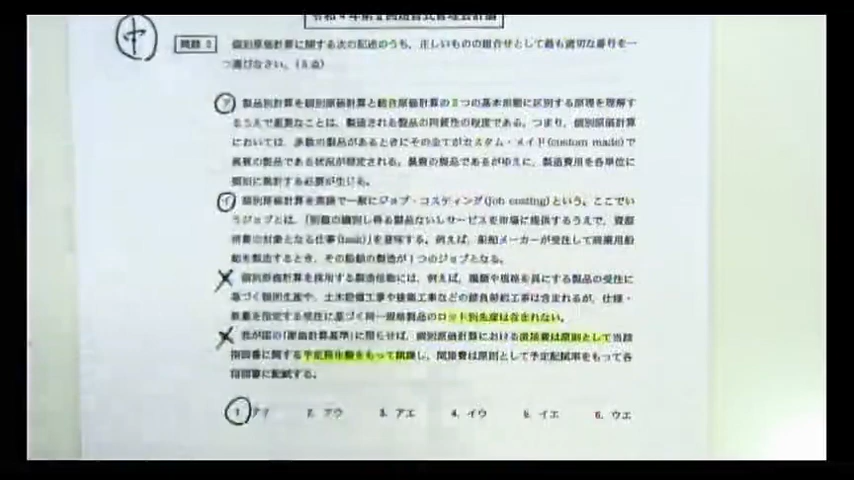 令和4年第Ⅱ回短答式管理会計論
中
問題 2 個別原価計算に関する次の記述のうち，正しいものの組合せとして最も適切な番号を一
つ選びなさい。(5点)
ア 製品別計算を個別原価計算と総合原価計算の2つの基本形態に区別する原理を理解す
るうえで重要なことは，製造される製品の同質性の程度である。つまり，個別原価計算
においては，多数の製品があるときにその全てがカスタム・メイド(custom made)で
異質の製品である状況が想定される。異質の製品であるがゆえに，製造費用を各単位に
個別に集計する必要が生じる。
イ 個別原価計算を英語で一般にジョブ・コスティング(job costing)という。ここでい
うジョブとは，「別個の識別し得る製品ないしサービスを市場に提供するうえで，資源
消費の対象となる仕事(task)」を意味する。例えば，船舶メーカーが受注して商業用船
舶を製造するとき，その船舶の製造が1つのジョブとなる。
個別原価計算を採用する製造活動には，例えば，種類や規格を異にする製品の受注に
基づく個別生産や，土木設備工事や建築工事などの請負形態工事は含まれるが，仕様・
数量を指定する受注に基づく同一規格製品のロット別生産は含まれない。
我が国の「原価計算基準」に限らせば，個別原価計算における直接費は原則として当該
指図書に関する予定消費額をもって賦課し，間接費は原則として予定配賦率をもって各
指図書に配賦する。
1. アイ 2. アウ 3. アエ 4. イウ 5. イエ 6. ウエ